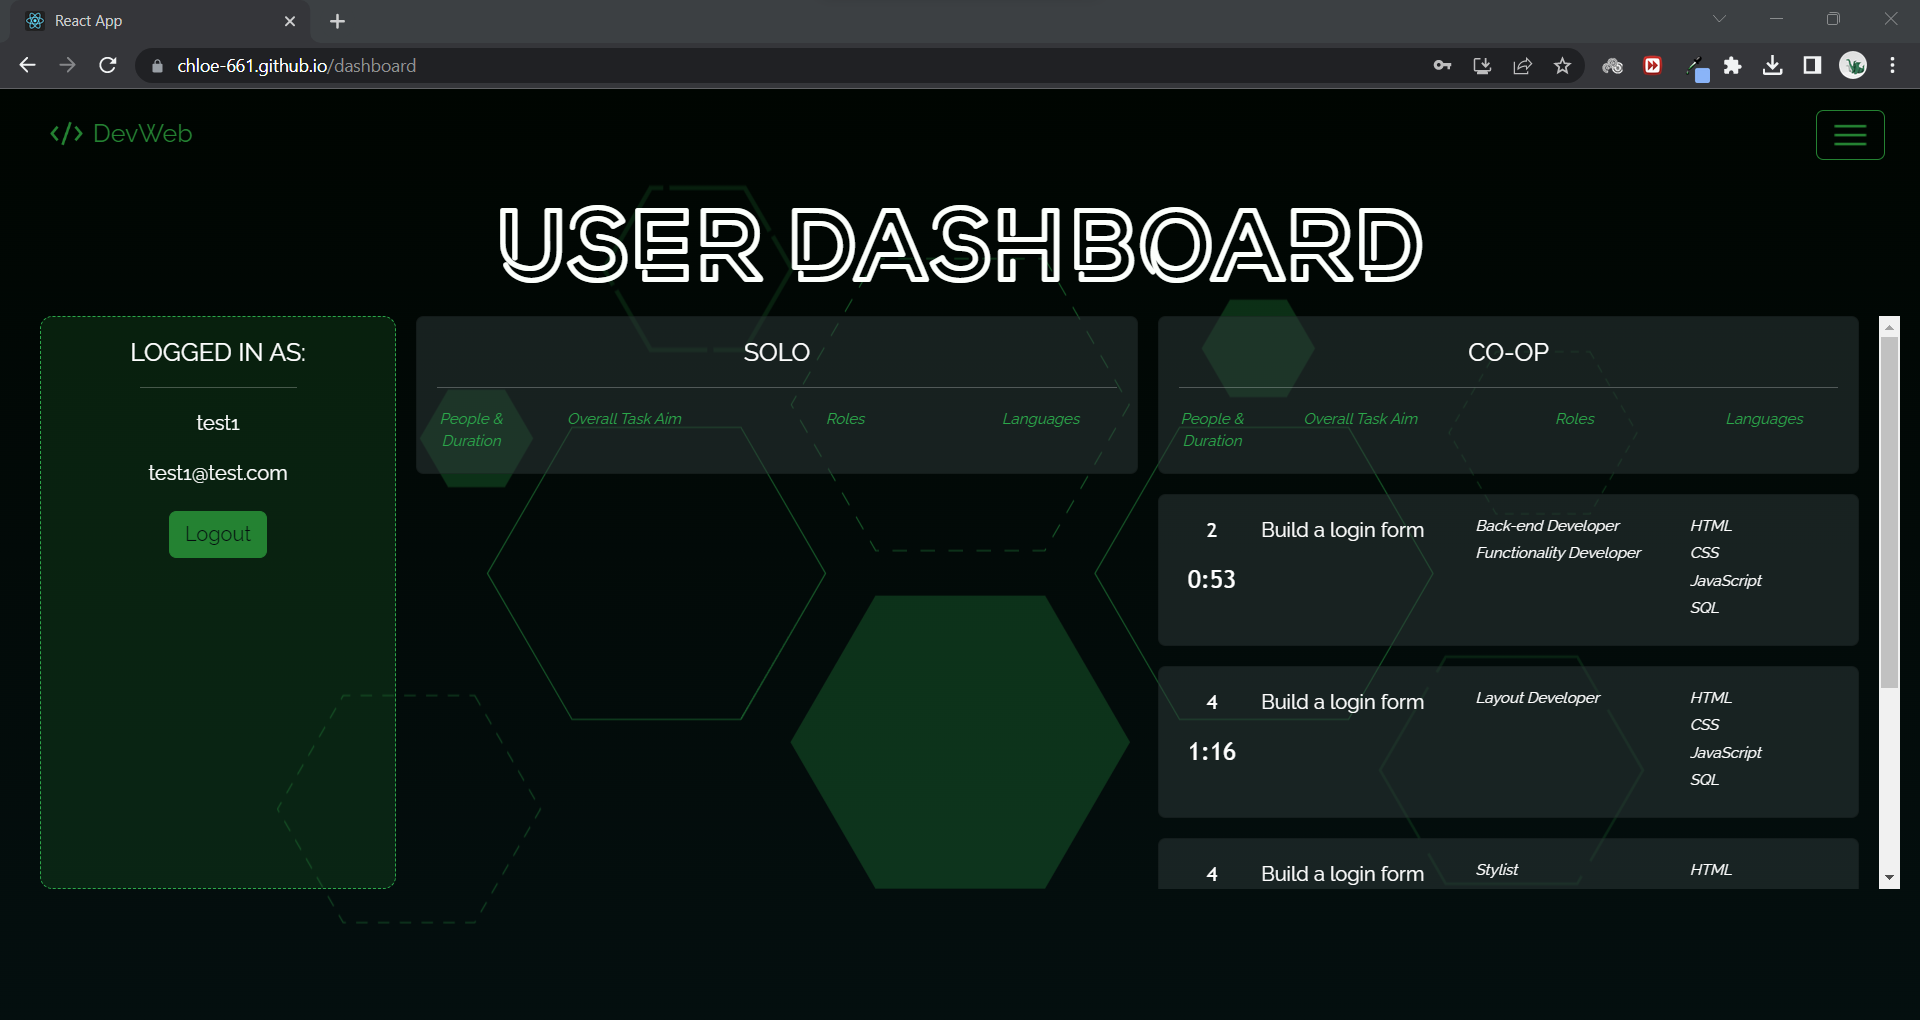 React App
chloe-661.github.io/dashboard
</> DevWeb
USER DASHBOARD
LOGGED IN AS:
test1
test1@test.com
Logout
SOLO
People & Duration
Overall Task Aim
Roles
Languages
CO-OP
People & Duration
Overall Task Aim
Roles
Languages
2
0:53
Build a login form
Back-end Developer
Functionality Developer
HTML
CSS
JavaScript
SQL
4
1:16
Build a login form
Layout Developer
HTML
CSS
JavaScript
SQL
4
Build a login form
Stylist
HTML